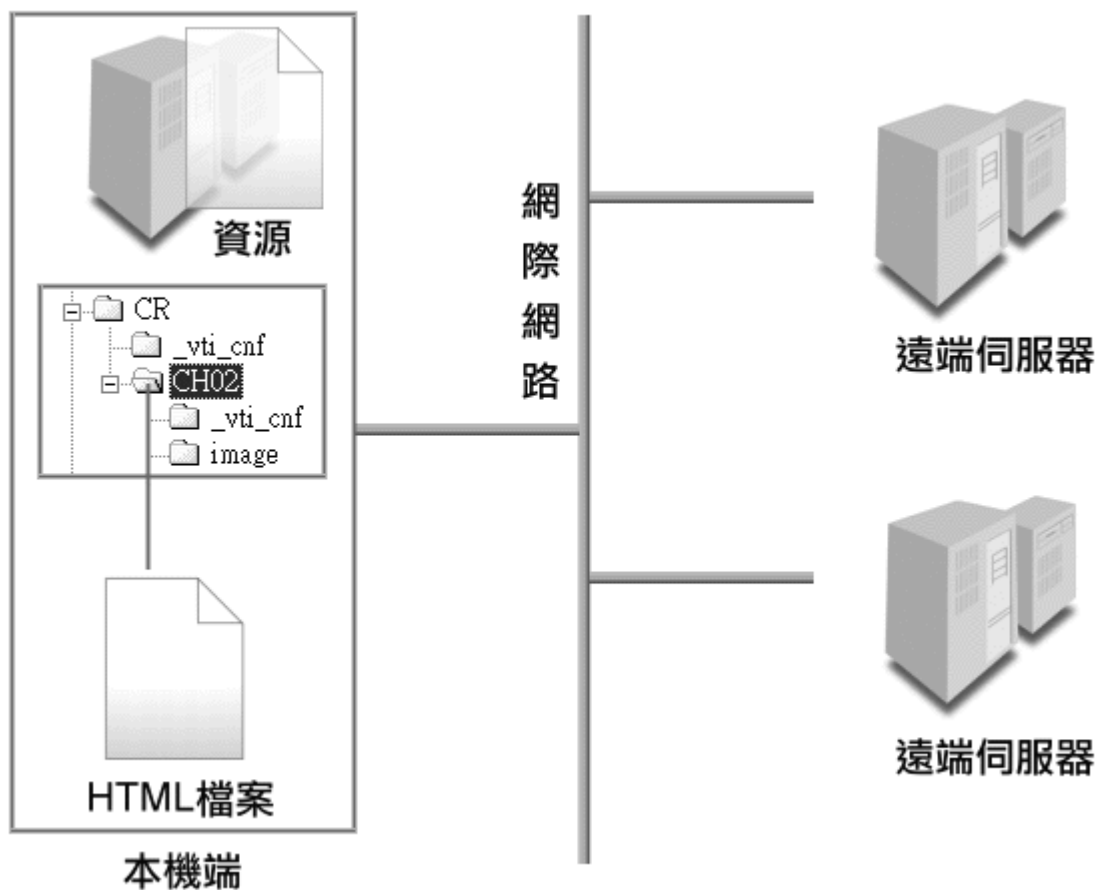 資源
CR
_vti_cnf
CH02
_vti_cnf
image
HTML檔案
本機端
網際網路
遠端伺服器
遠端伺服器